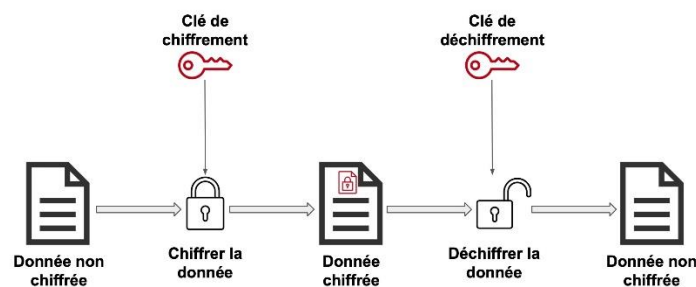 Clé de
chiffrement
Clé de
déchiffrement
Donnée non
chiffrée
Chiffrer la
donnée
Donnée
chiffrée
Déchiffrer la
donnée
Donnée non
chiffrée